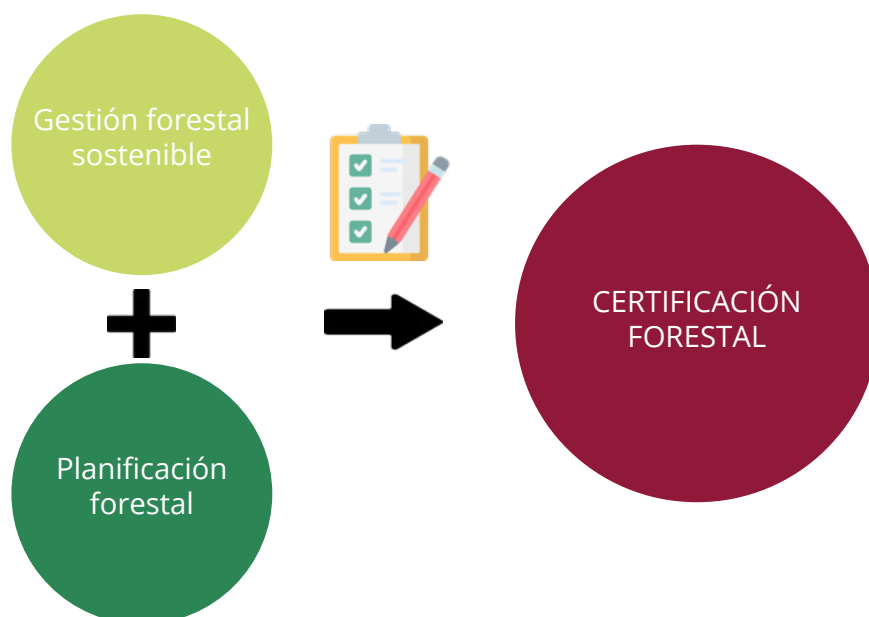 Gestión forestal
sostenible
Planificación
forestal
CERTIFICACIÓN
FORESTAL